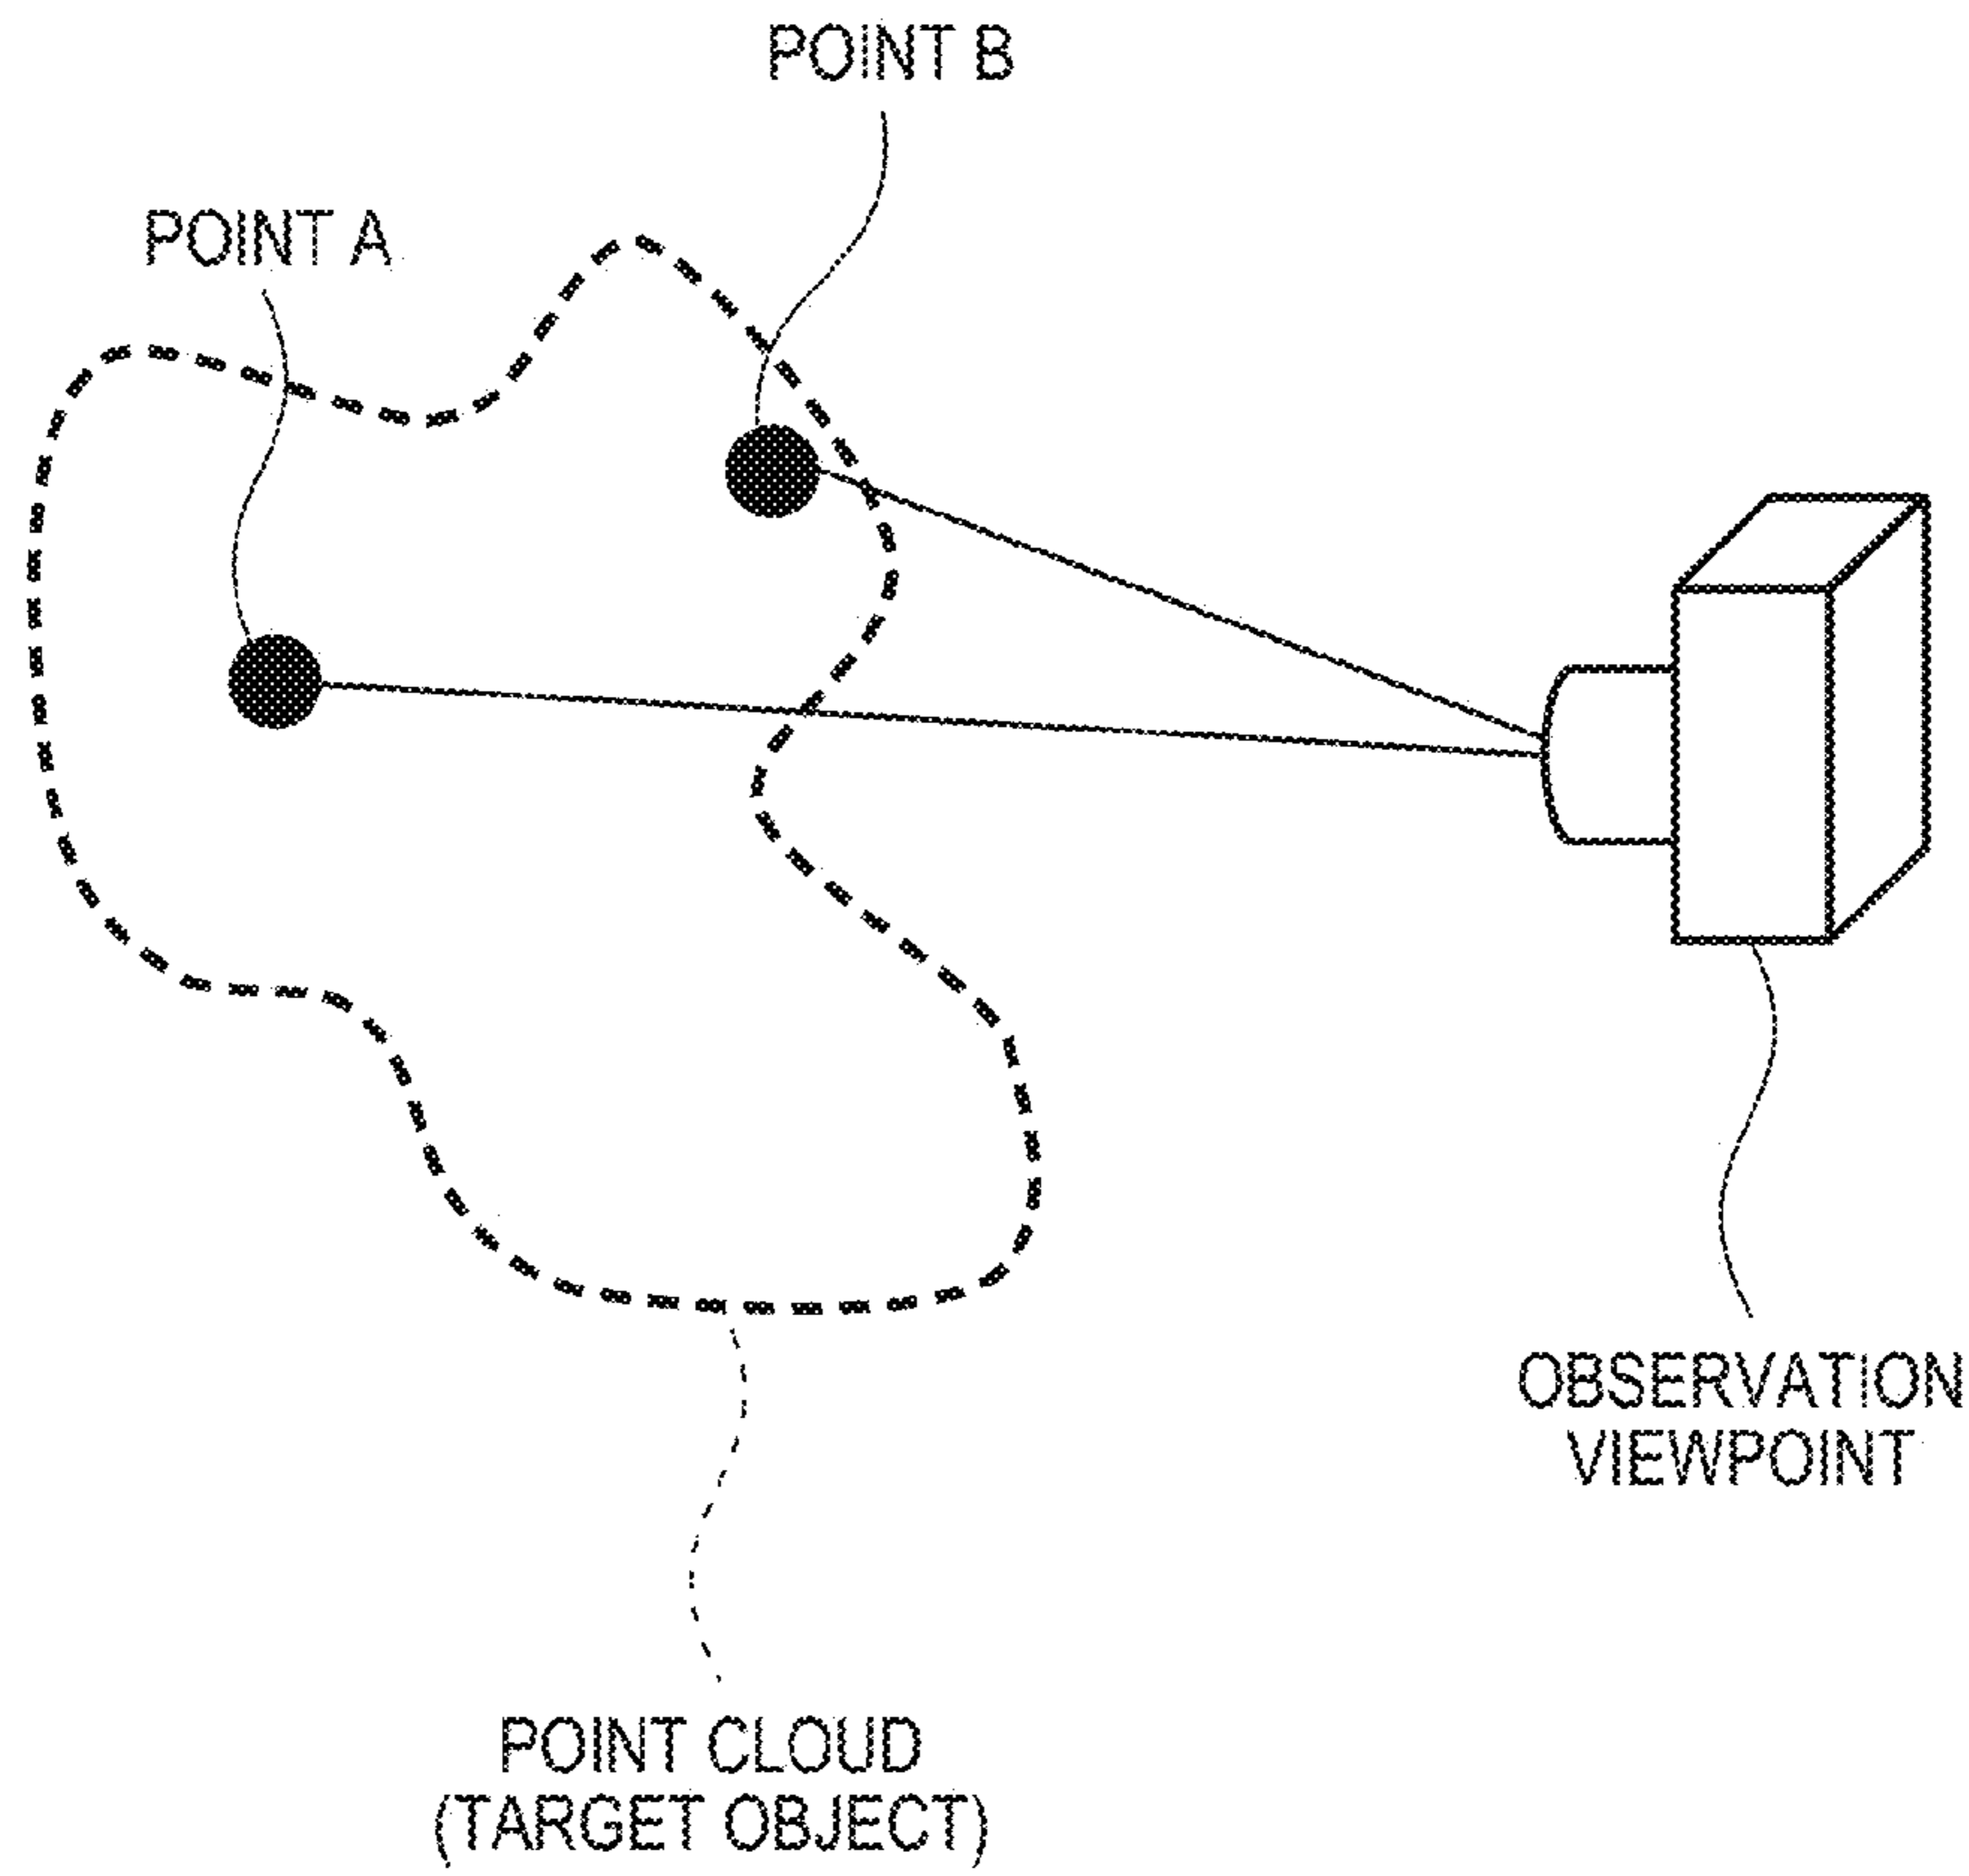 POINT B
POINT A
OBSERVATION
VIEWPOINT
POINT CLOUD
(TARGET OBJECT)